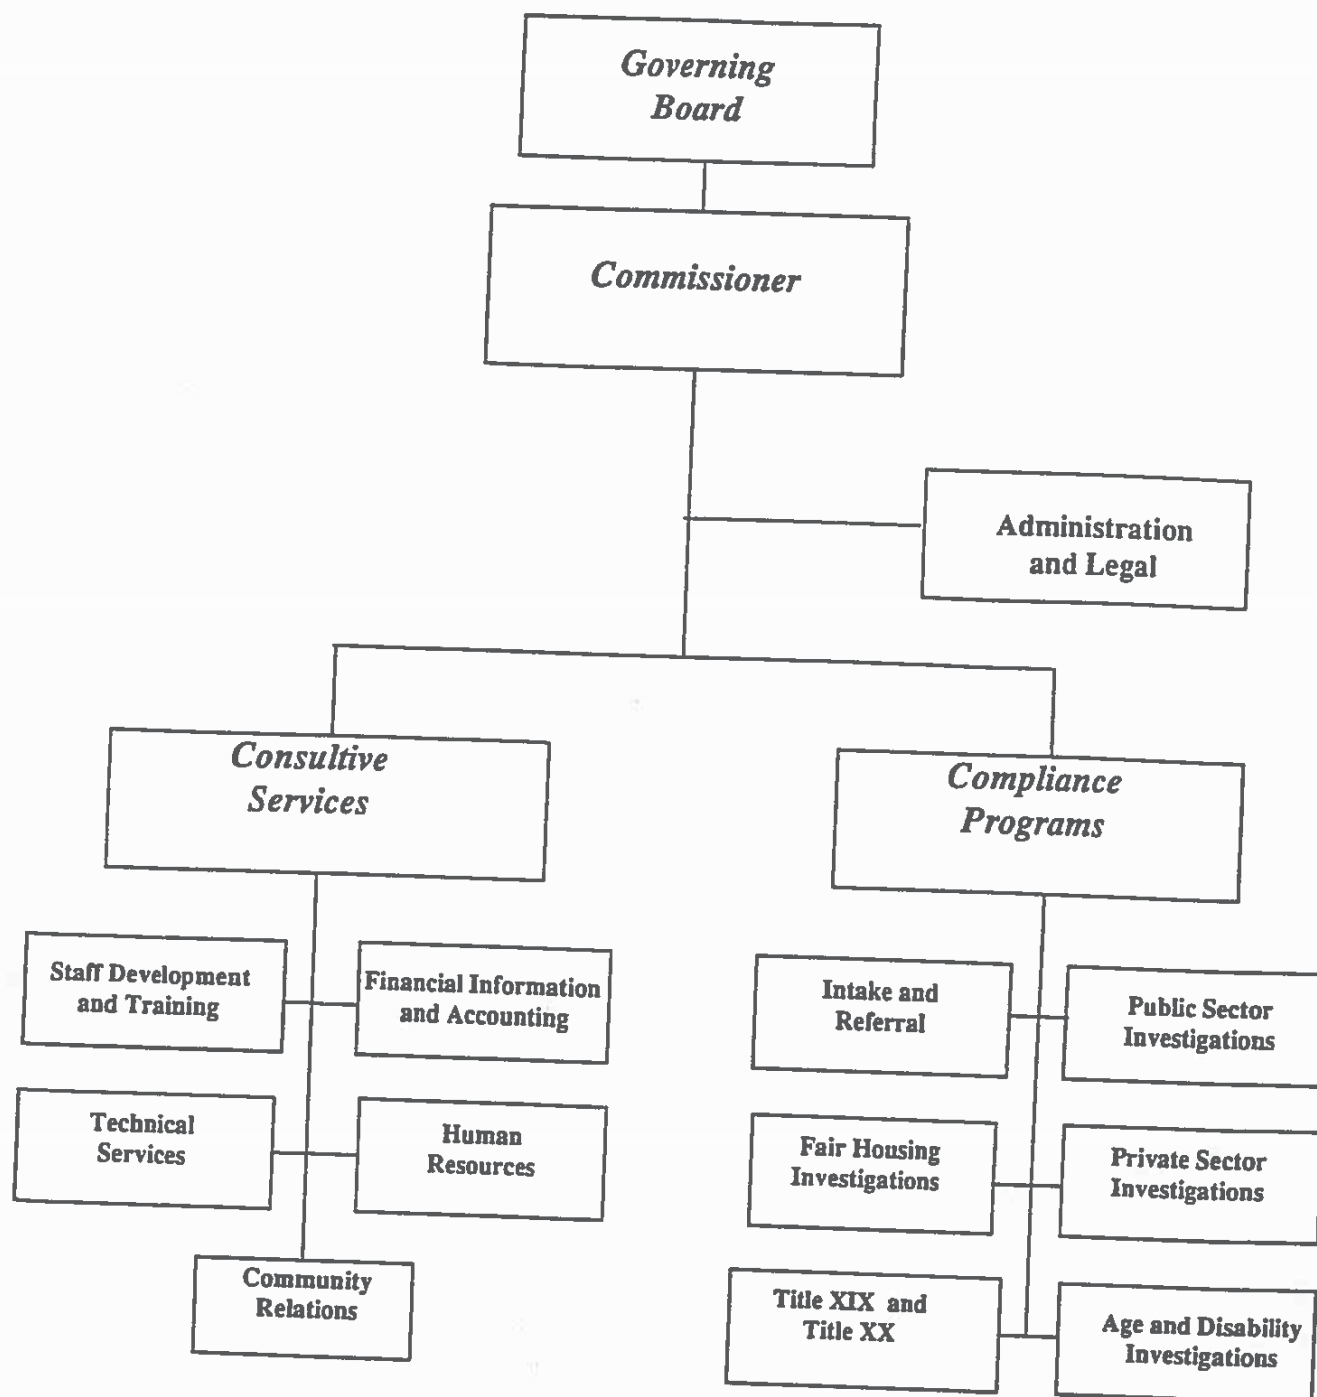 Governing
Board
Commissioner
Administration
and Legal
Consultive
Services
Compliance
Programs
Staff Development
and Training
Financial Information
and Accounting
Technical
Services
Human
Resources
Community
Relations
Intake and
Referral
Public Sector
Investigations
Fair Housing
Investigations
Private Sector
Investigations
Title XIX and
Title XX
Age and Disability
Investigations